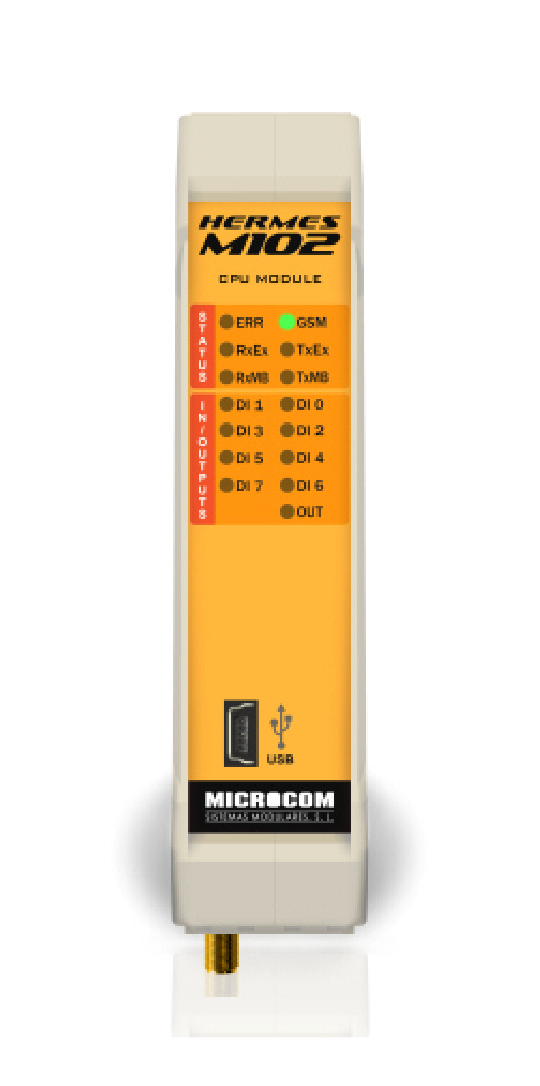 HERMES
M102
CPU MODULE
STATUS
ERR GSM
RxEx TxEx
RxMB TxMB
IN/OUTPUTS
DI 1 DI 0
DI 3 DI 2
DI 5 DI 4
DI 7 DI 6
OUT
USB
MICROCOM
SISTEMAS MODULARES, S. L.